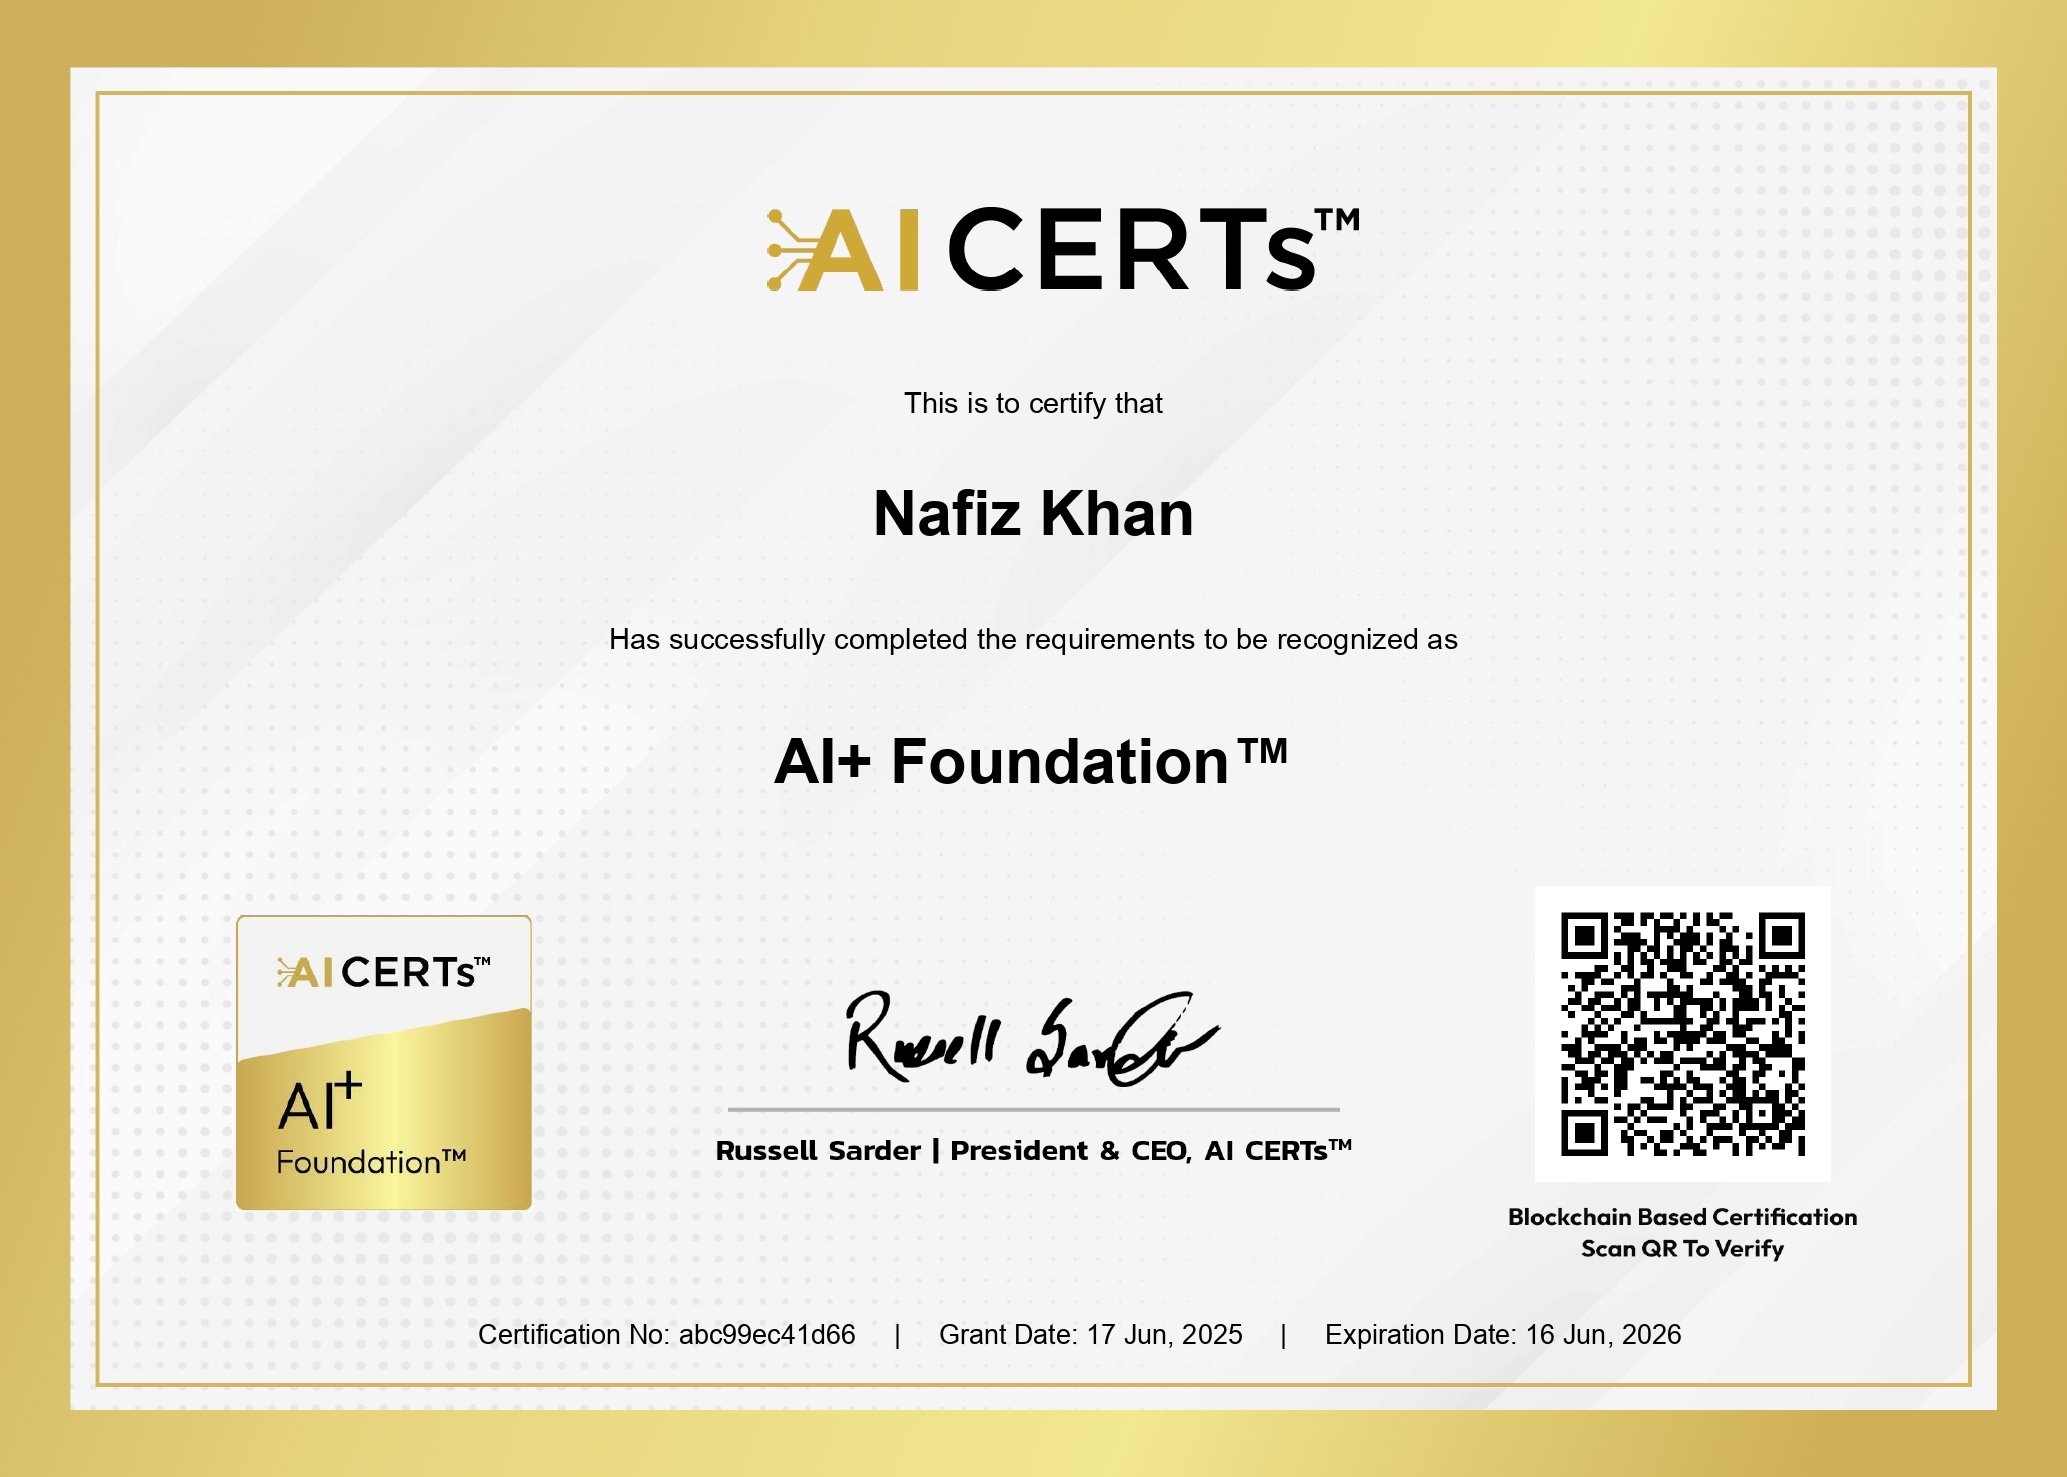 AI CERTs™
This is to certify that
Nafiz Khan
Has successfully completed the requirements to be recognized as
AI+ Foundation™
AI CERTs™
AI+
Foundation™
Russell Sarder
Russell Sarder | President & CEO, AI CERTs™
Blockchain Based Certification
Scan QR To Verify
Certification No: abc99ec41d66 | Grant Date: 17 Jun, 2025 | Expiration Date: 16 Jun, 2026